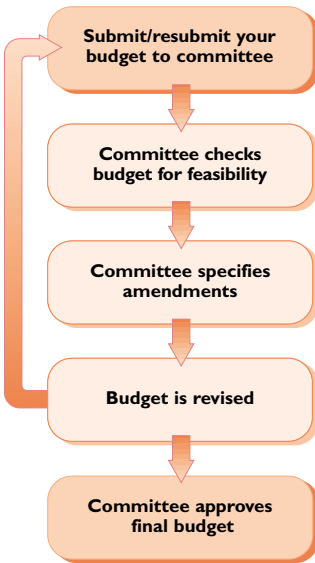 Submit/resubmit your
budget to committee
Committee checks
budget for feasibility
Committee specifies
amendments
Budget is revised
Committee approves
final budget